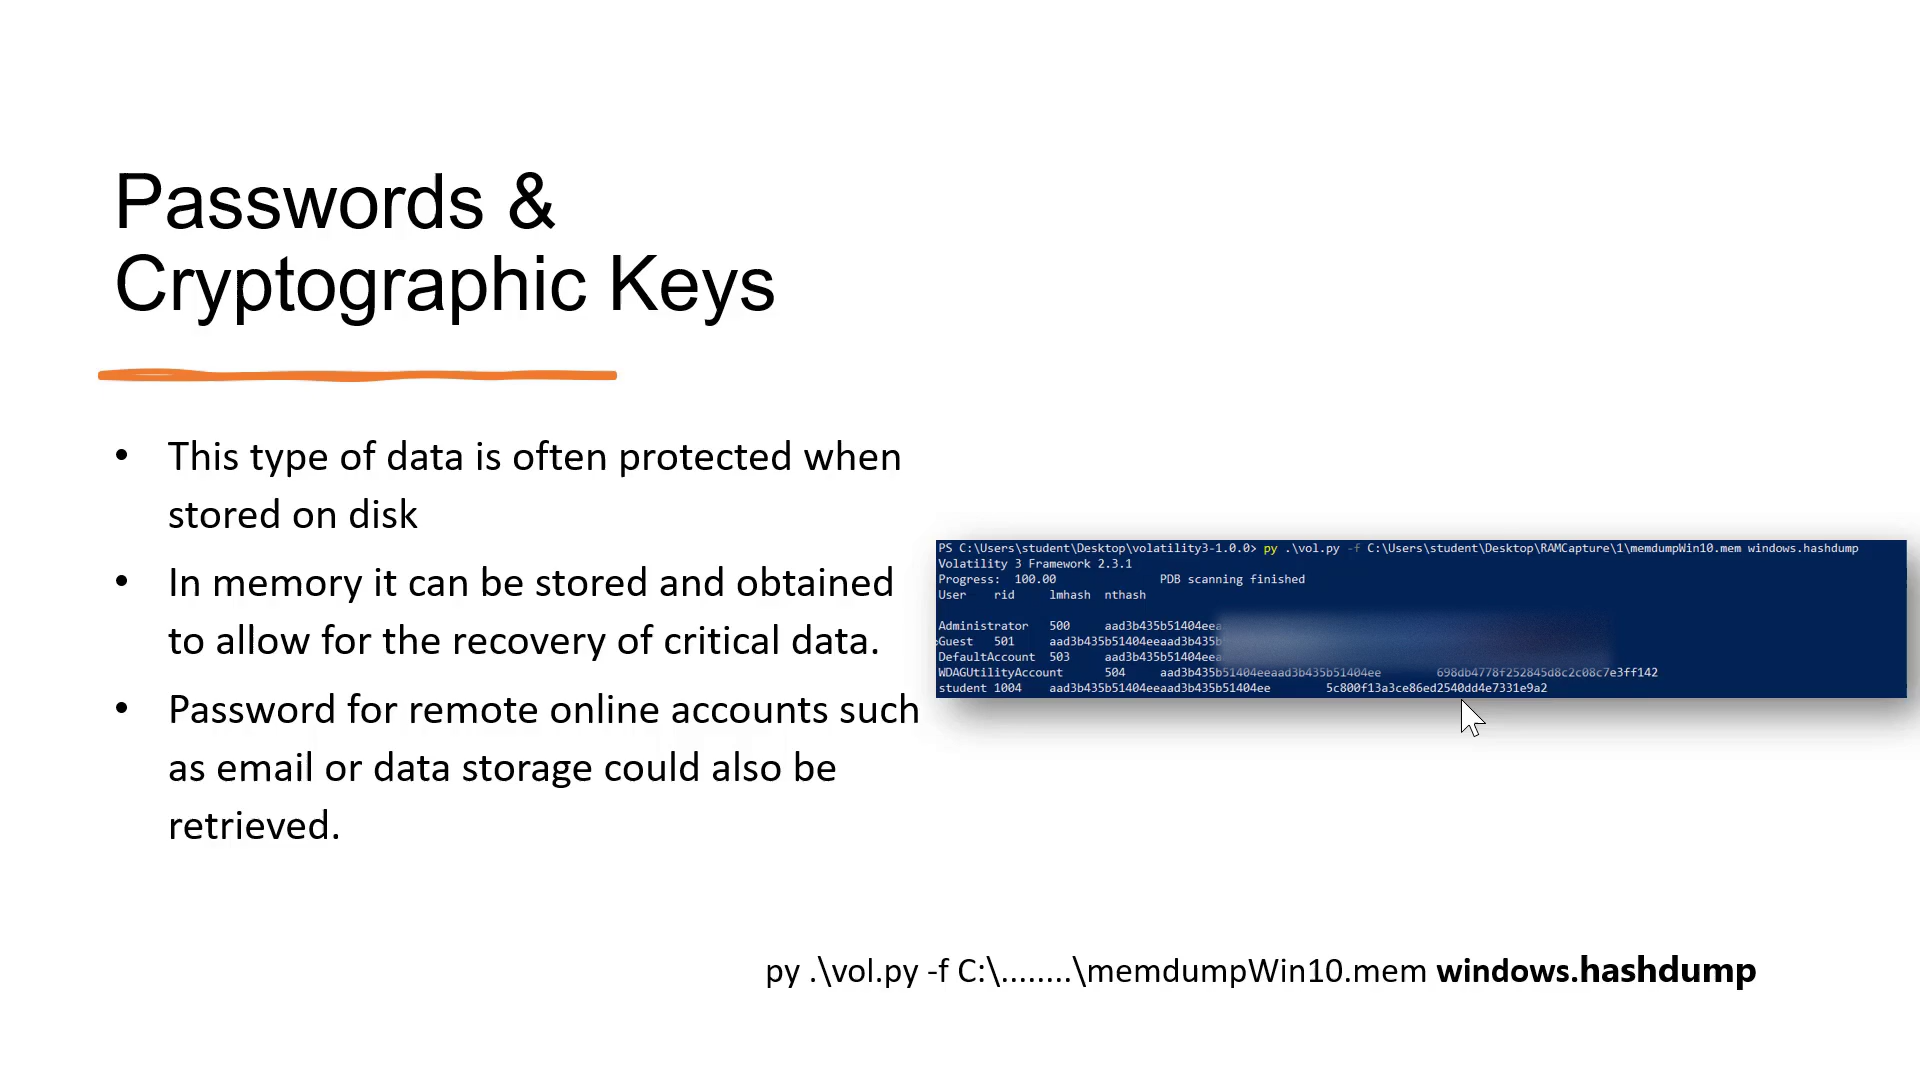 Passwords &
Cryptographic Keys
• This type of data is often protected when
stored on disk
• In memory it can be stored and obtained
to allow for the recovery of critical data.
• Password for remote online accounts such
as email or data storage could also be
retrieved.
PS C:\Users\student\Desktop\volatility3-1.0.0> py .\vol.py -f C:\Users\student\Desktop\RAMCapture\1\memdumpWin10.mem windows.hashdump
Volatility 3 Framework 2.3.1
Progress: 100.00 PDB scanning finished
User rid lmhash nthash
Administrator 500 aad3b435b51404eea
Guest 501 aad3b435b51404eeaad3b435b
DefaultAccount 503 aad3b435b51404eea
WDAGUtilityAccount 504 aad3b435b51404eeaad3b435b51404ee 698db4778f252845d8c2c08c7e3ff142
student 1004 aad3b435b51404eeaad3b435b51404ee 5c800f13a3ce86ed2540dd4e7331e9a2
py .\vol.py -f C:\........\memdumpWin10.mem windows.hashdump